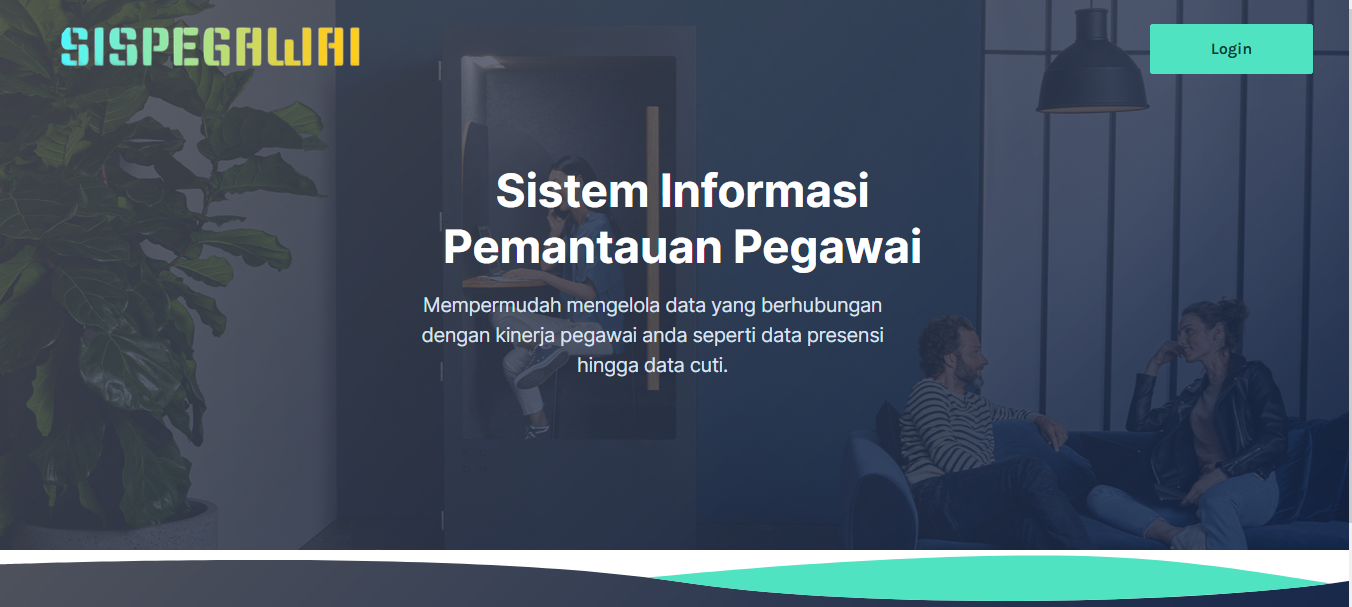 SISPEGAWAI
Login
Sistem Informasi
Pemantauan Pegawai
Mempermudah mengelola data yang berhubungan
dengan kinerja pegawai anda seperti data presensi
hingga data cuti.